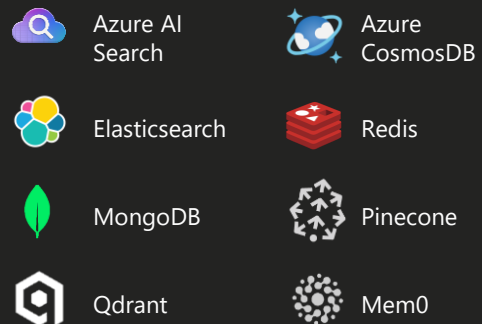 Azure AI
Search
Azure
CosmosDB
Elasticsearch
Redis
MongoDB
Pinecone
Qdrant
Mem0